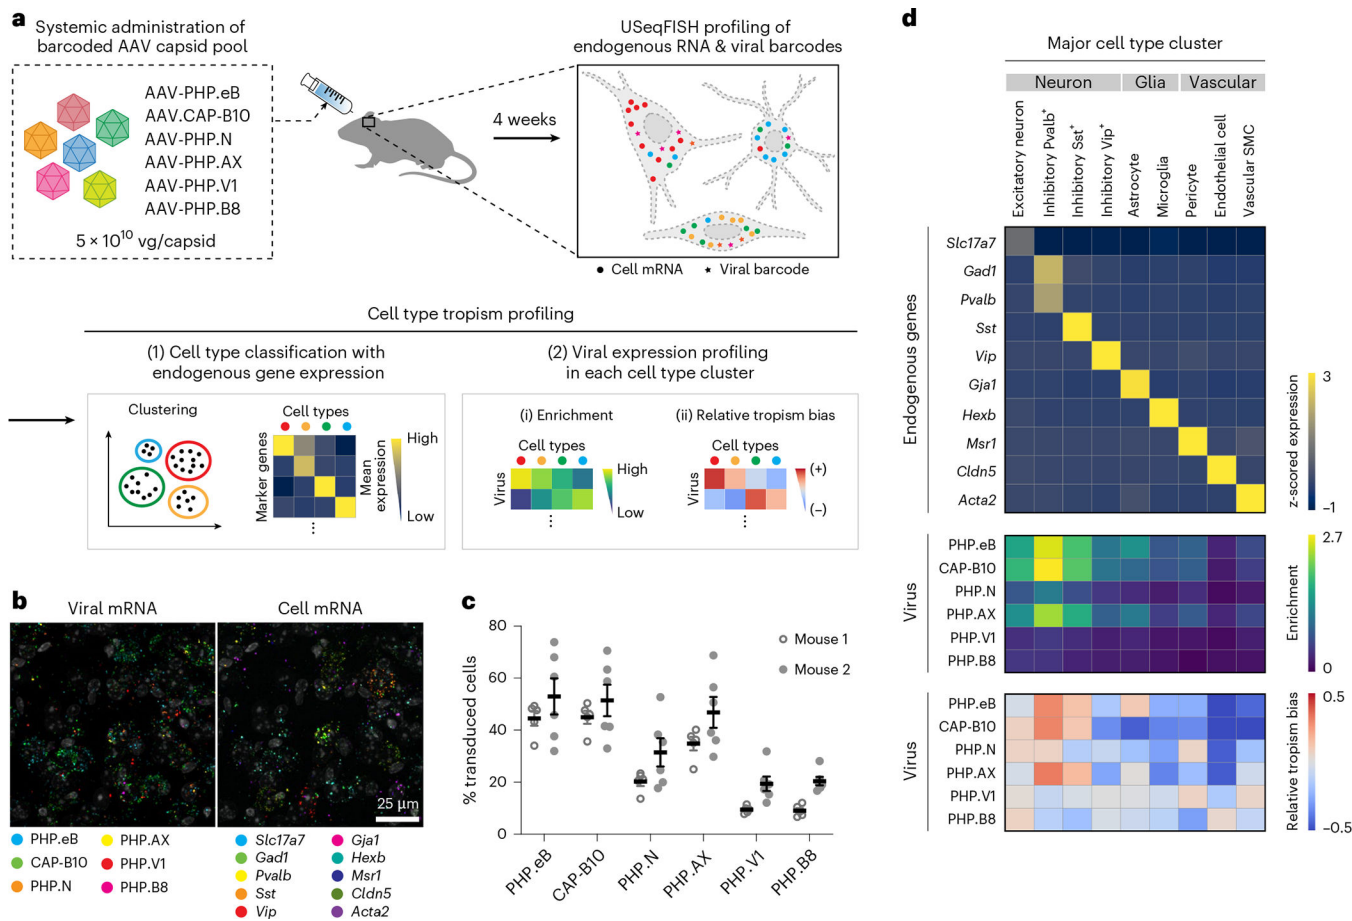 a
Systemic administration of
barcoded AAV capsid pool
AAV-PHP.eB
AAV.CAP-B10
AAV-PHP.N
AAV-PHP.AX
AAV-PHP.V1
AAV-PHP.B8
5 × 10¹⁰ vg/capsid
4 weeks
USeqFISH profiling of
endogenous RNA & viral barcodes
Cell mRNA
Viral barcode
Cell type tropism profiling
(1) Cell type classification with
endogenous gene expression
Clustering
Cell types
Marker genes
Mean
expression
High
Low
(2) Viral expression profiling
in each cell type cluster
(i) Enrichment
Cell types
Virus
High
Low
(ii) Relative tropism bias
Cell types
Virus
(+)
(−)
b
Viral mRNA
Cell mRNA
25 µm
PHP.eB
CAP-B10
PHP.N
PHP.AX
PHP.V1
PHP.B8
Slc17a7
Gad1
Pvalb
Sst
Vip
Gja1
Hexb
Msr1
Cldn5
Acta2
c
% transduced cells
80
60
40
20
0
Mouse 1
Mouse 2
PHP.eB
CAP-B10
PHP.N
PHP.AX
PHP.V1
PHP.B8
d
Major cell type cluster
Neuron
Glia
Vascular
Excitatory neuron
Inhibitory Pvalb⁺
Inhibitory Sst⁺
Inhibitory Vip⁺
Astrocyte
Microglia
Pericyte
Endothelial cell
Vascular SMC
Endogenous genes
Slc17a7
Gad1
Pvalb
Sst
Vip
Gja1
Hexb
Msr1
Cldn5
Acta2
z-scored expression
3
−1
Virus
PHP.eB
CAP-B10
PHP.N
PHP.AX
PHP.V1
PHP.B8
Enrichment
2.7
0
Virus
PHP.eB
CAP-B10
PHP.N
PHP.AX
PHP.V1
PHP.B8
Relative tropism bias
0.5
−0.5